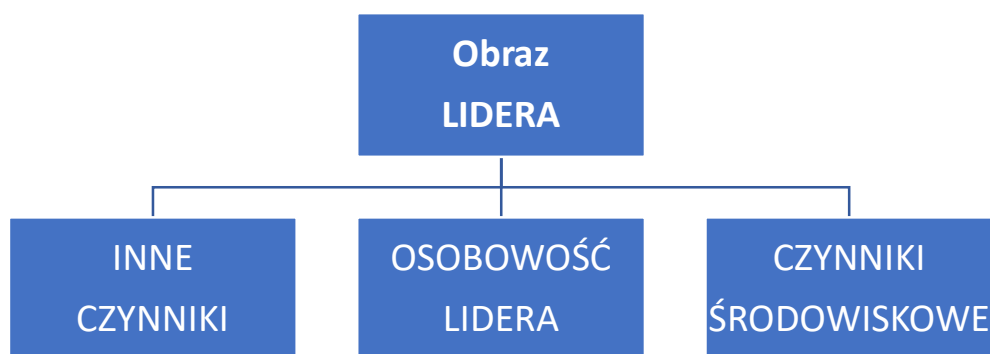 Obraz
LIDERA
INNE
CZYNNIKI
OSOBOWOŚĆ
LIDERA
CZYNNIKI
ŚRODOWISKOWE